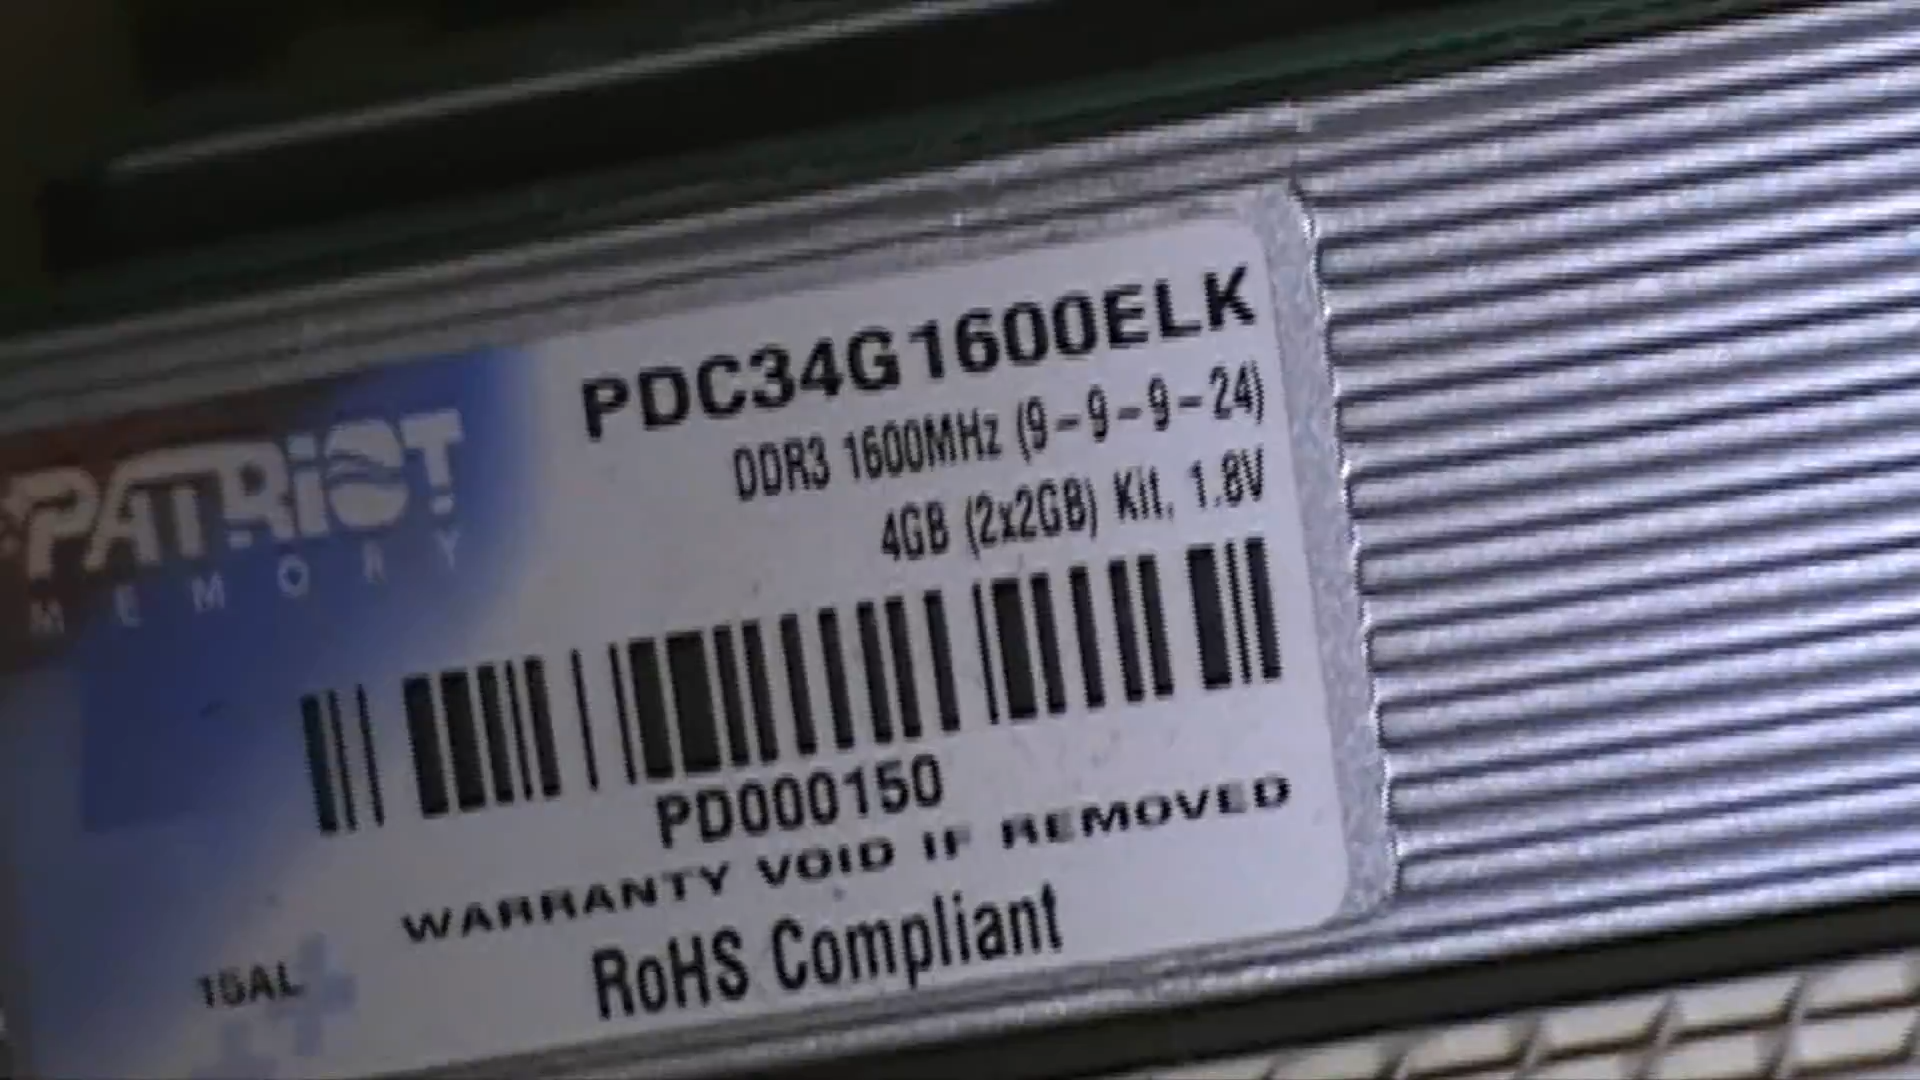 PDC34G1600ELK
DDR3 1600MHz (9-9-9-24)
4GB (2x2GB) Kit, 1.8V
PATRiOT
MEMORY
PD000150
WARRANTY VOID IF REMOVED
RoHS Compliant
15AL